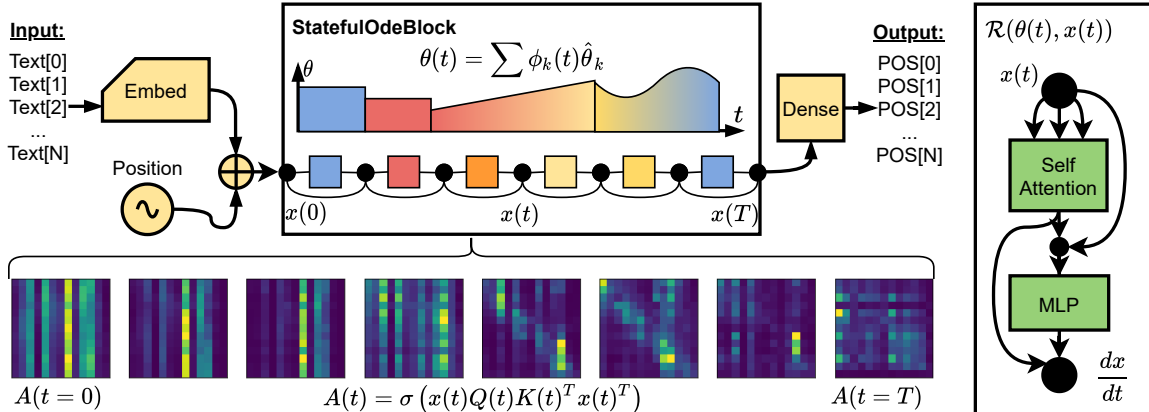 Input:
Text[0]
Text[1]
Text[2]
...
Text[N]
Embed
Position
StatefulOdeBlock
θ(t) = ∑ ϕ_k(t)θ̂_k
θ
t
x(0)
x(t)
x(T)
Dense
Output:
POS[0]
POS[1]
POS[2]
...
POS[N]
A(t = 0)
A(t) = σ (x(t)Q(t)K(t)^T x(t)^T)
A(t = T)
R(θ(t), x(t))
x(t)
Self
Attention
MLP
dx
dt